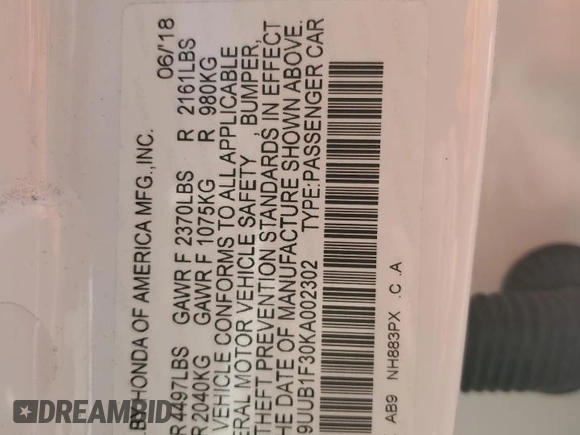 . BY HONDA OF AMERICA MFG.,INC. 06/'18
R 4497LBS GAWR F 2370LBS R 2161LBS
R 2040KG GAWR F 1075KG R 980KG
VEHICLE CONFORMS TO ALL APPLICABLE
ERAL MOTOR VEHICLE SAFETY , BUMPER,
THEFT PREVENTION STANDARDS IN EFFECT
HE DATE OF MANUFACTURE SHOWN ABOVE.
9UUB1F30KA002302 TYPE:PASSENGER CAR
AB9 NH883PX .C .A
DREAMBID